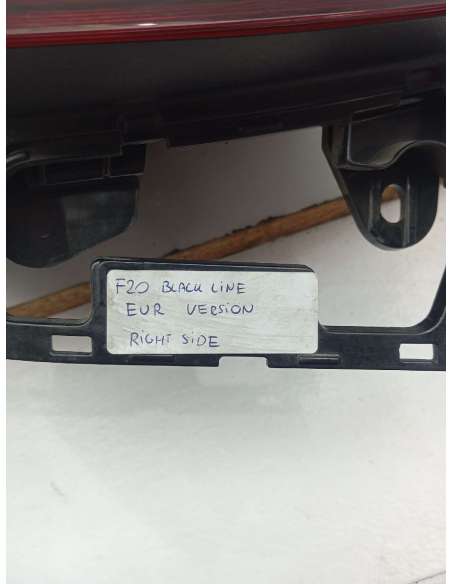 F20 BLACK LINE
EUR VERSION
RIGHT SIDE